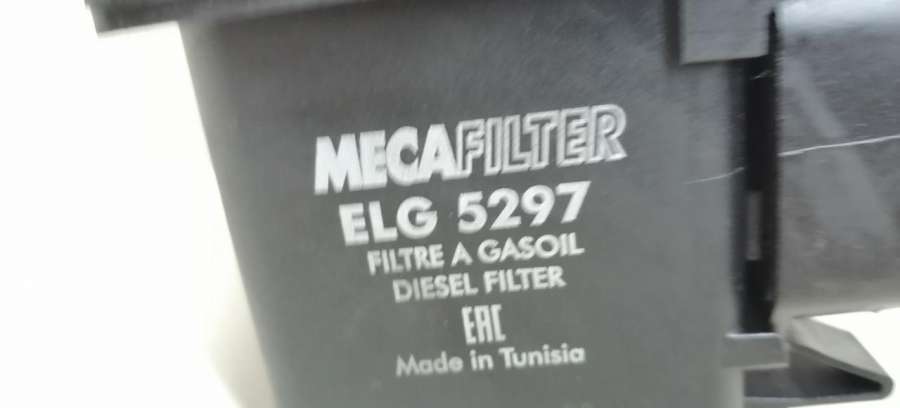 MECAFILTER
ELG 5297
FILTRE A GASOIL
DIESEL FILTER
EAC
Made in Tunisia